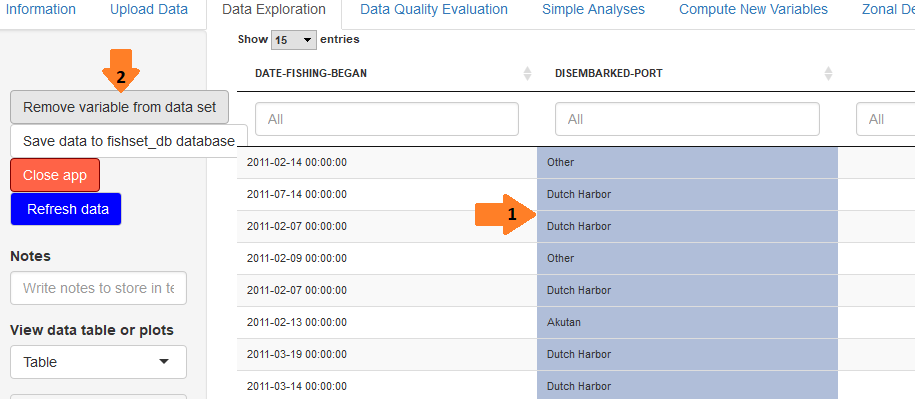 Information Upload Data Data Exploration Data Quality Evaluation Simple Analyses Compute New Variables Zonal De
Show 15 entries
2
DATE-FISHING-BEGAN DISEMBARKED-PORT
Remove variable from data set
All All All
Save data to fishset_db database
2011-02-14 00:00:00 Other
Close app
2011-07-14 00:00:00 Dutch Harbor
Refresh data
1
2011-02-07 00:00:00 Dutch Harbor
Notes
2011-02-09 00:00:00 Other
Write notes to store in te
2011-02-07 00:00:00 Dutch Harbor
View data table or plots
2011-02-13 00:00:00 Akutan
Table
2011-03-19 00:00:00 Dutch Harbor
2011-03-14 00:00:00 Dutch Harbor